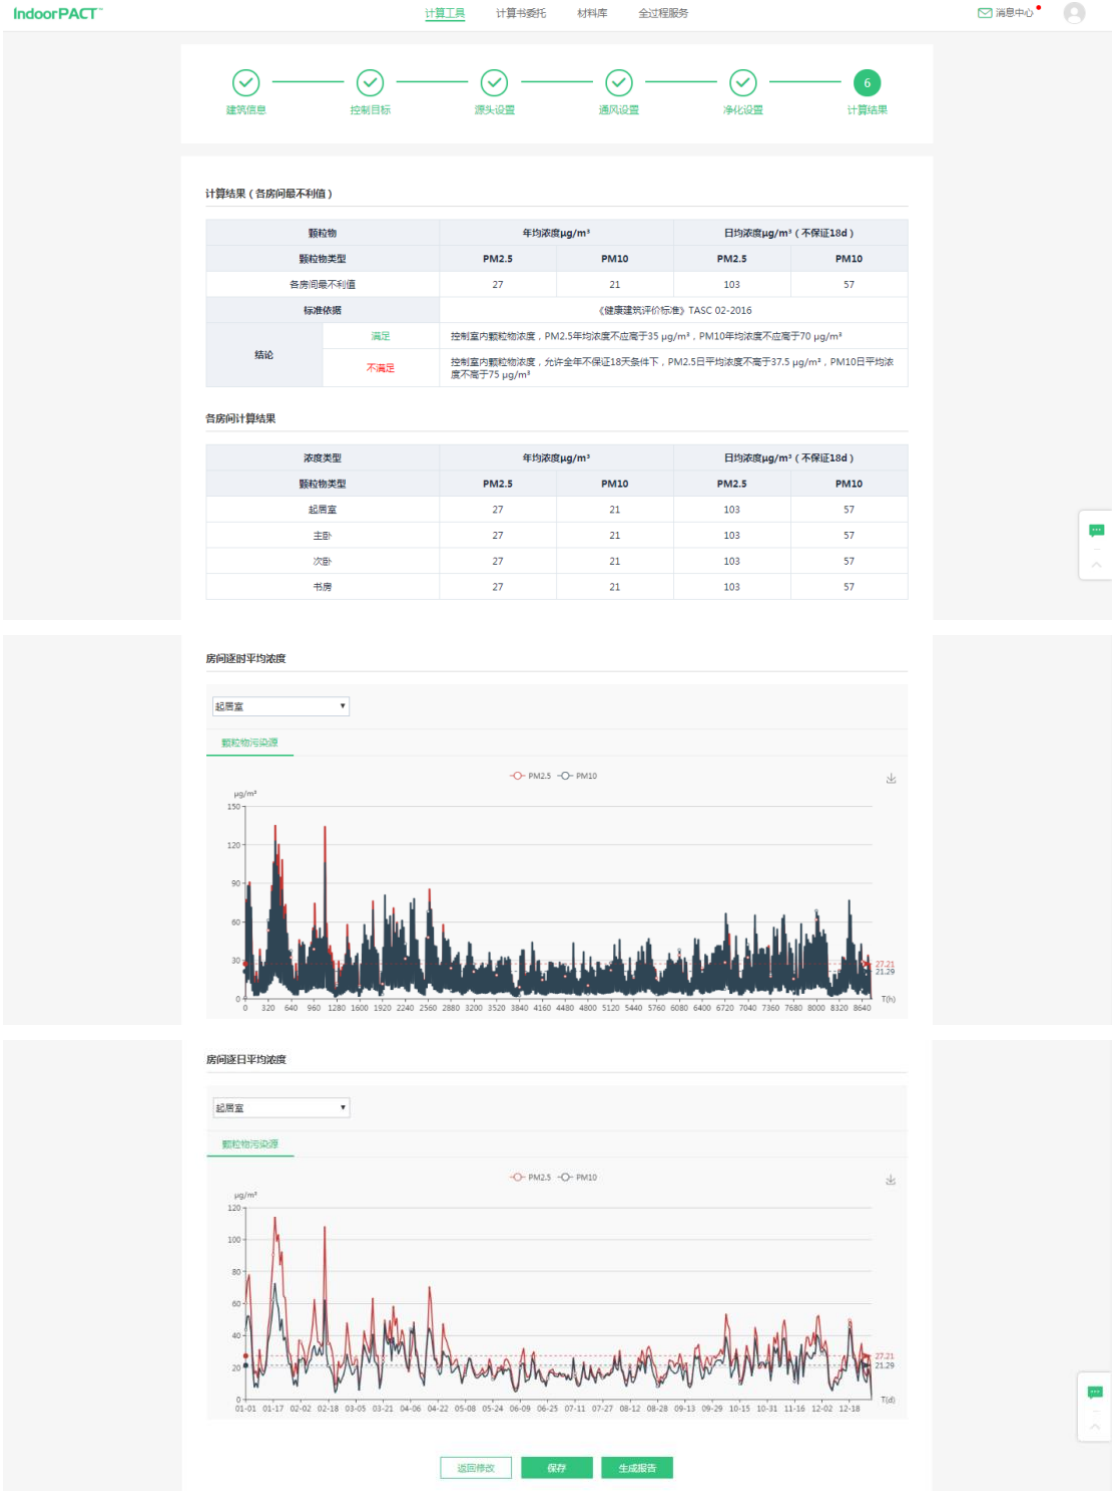 IndoorPACT™
计算工具 计算书委托 材料库 全过程服务 消息中心
6
建筑信息 控制目标 源头设置 通风设置 净化设置 计算结果
计算结果（各房间最不利值）
颗粒物 年均浓度μg/m³ 日均浓度μg/m³（不保证18d）
颗粒物类型 PM2.5 PM10 PM2.5 PM10
各房间最不利值 27 21 103 57
标准依据 《健康建筑评价标准》TASC 02-2016
结论 满足 控制室内颗粒物浓度，PM2.5年均浓度不应高于35 μg/m³，PM10年均浓度不应高于70 μg/m³
不满足 控制室内颗粒物浓度，允许全年不保证18天条件下，PM2.5日平均浓度不高于37.5 μg/m³，PM10日平均浓
度不高于75 μg/m³
各房间计算结果
浓度类型 年均浓度μg/m³ 日均浓度μg/m³（不保证18d）
颗粒物类型 PM2.5 PM10 PM2.5 PM10
起居室 27 21 103 57
主卧 27 21 103 57
次卧 27 21 103 57
书房 27 21 103 57
房间逐时平均浓度
起居室
颗粒物污染源
PM2.5 PM10
μg/m³
150
120
90
60
30
27.21
21.29
0
T(h)
0 320 640 960 1280 1600 1920 2240 2560 2880 3200 3520 3840 4160 4480 4800 5120 5440 5760 6080 6400 6720 7040 7360 7680 8000 8320 8640
房间逐日平均浓度
起居室
颗粒物污染源
PM2.5 PM10
μg/m³
120
100
80
60
40
27.21
20
21.29
0
T(d)
01-01 01-17 02-02 02-18 03-05 03-21 04-06 04-22 05-08 05-24 06-09 06-25 07-11 07-27 08-12 08-28 09-13 09-29 10-15 10-31 11-16 12-02 12-18
返回修改 保存 生成报告